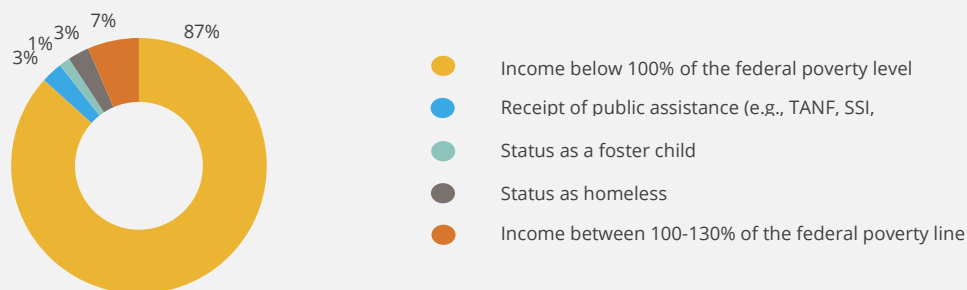 7%
3%
87%
1%
3%
Income below 100% of the federal poverty level
Receipt of public assistance (e.g., TANF, SSI,
Status as a foster child
Status as homeless
Income between 100-130% of the federal poverty line